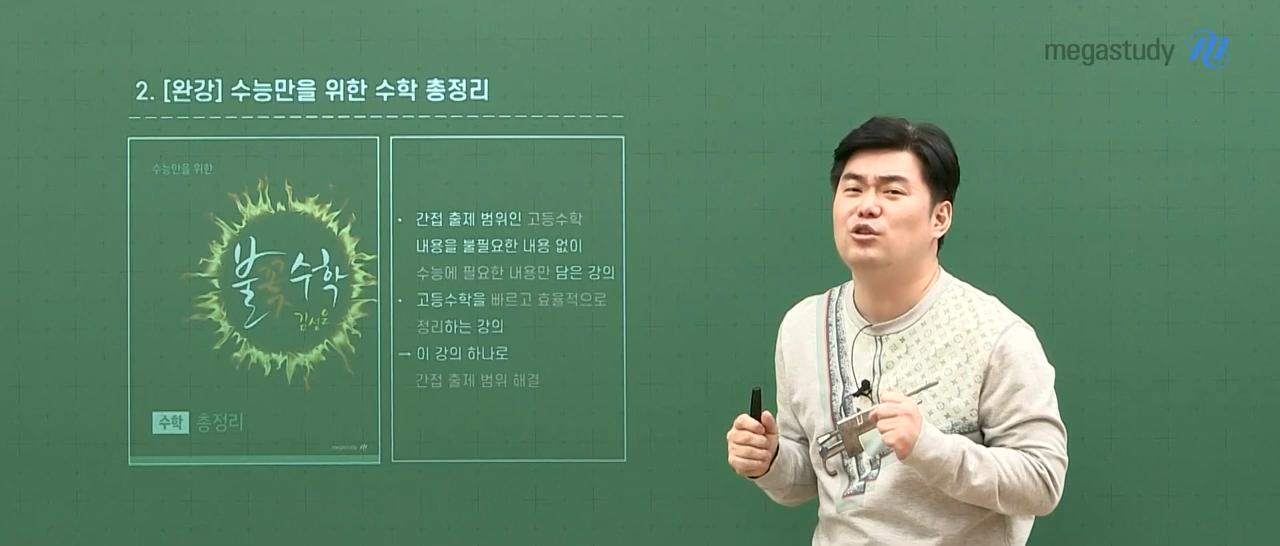 megastudy
2. [완강] 수능만을 위한 수학 총정리
수능만을 위한
불꽃수학
김성은
수학 총정리
megastudy
• 간접 출제 범위인 고등수학
내용을 불필요한 내용 없이
수능에 필요한 내용만 담은 강의
• 고등수학을 빠르고 효율적으로
정리하는 강의
→ 이 강의 하나로
간접 출제 범위 해결